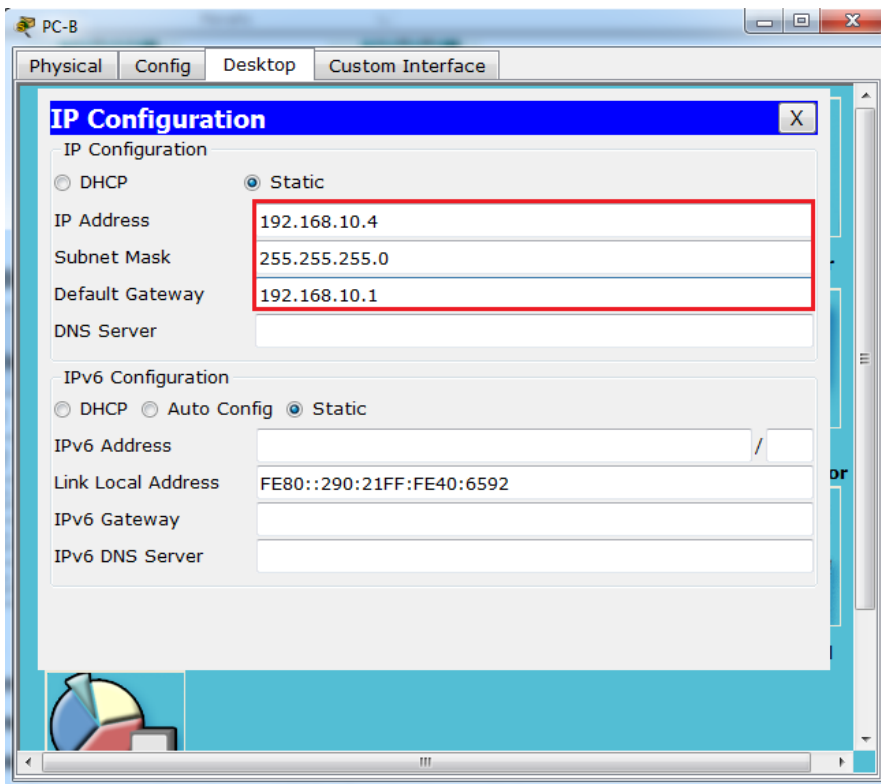 PC-B
Physical Config Desktop Custom Interface
IP Configuration X
IP Configuration
DHCP Static
IP Address 192.168.10.4
Subnet Mask 255.255.255.0
Default Gateway 192.168.10.1
DNS Server
IPv6 Configuration
DHCP Auto Config Static
IPv6 Address /
Link Local Address FE80::290:21FF:FE40:6592
IPv6 Gateway
IPv6 DNS Server
or